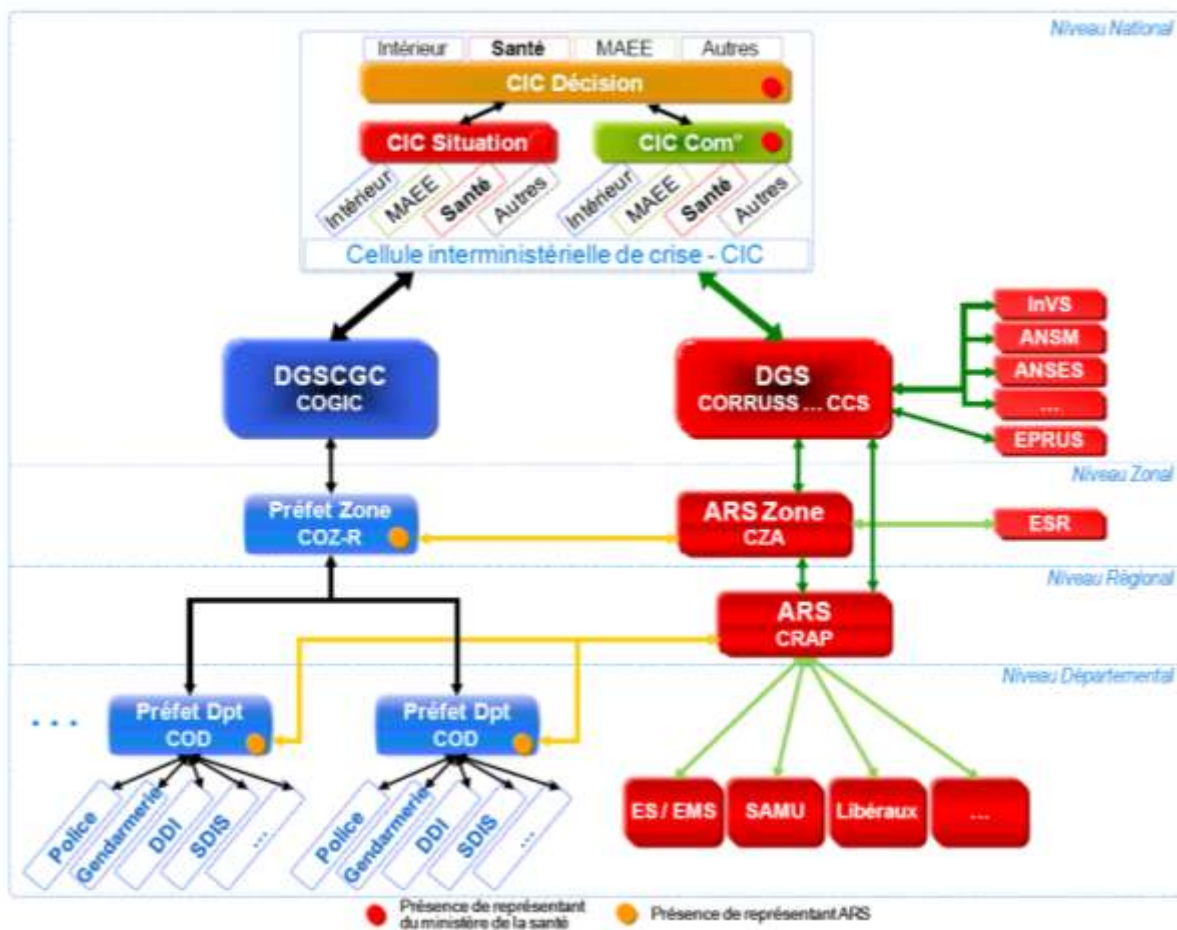 Niveau National
Intérieur Santé MAEE Autres
CIC Décision
CIC Situation CIC Com°
Intérieur MAEE Santé Autres Intérieur MAEE Santé Autres
Cellule interministérielle de crise - CIC
InVS
ANSM
DGSCGC DGS
ANSES
COGIC CORRUSS ... CCS
...
EPRUS
Niveau Zonal
Préfet Zone ARS Zone
ESR
COZ-R CZA
Niveau Régional
ARS
CRAP
Niveau Départemental
Préfet Dpt Préfet Dpt
...
COD COD
Police Gendarmerie DDI SDIS ... Police Gendarmerie DDI SDIS ...
ES / EMS SAMU Libéraux ...
Présence de représentant
du ministère de la santé
Présence de représentant ARS